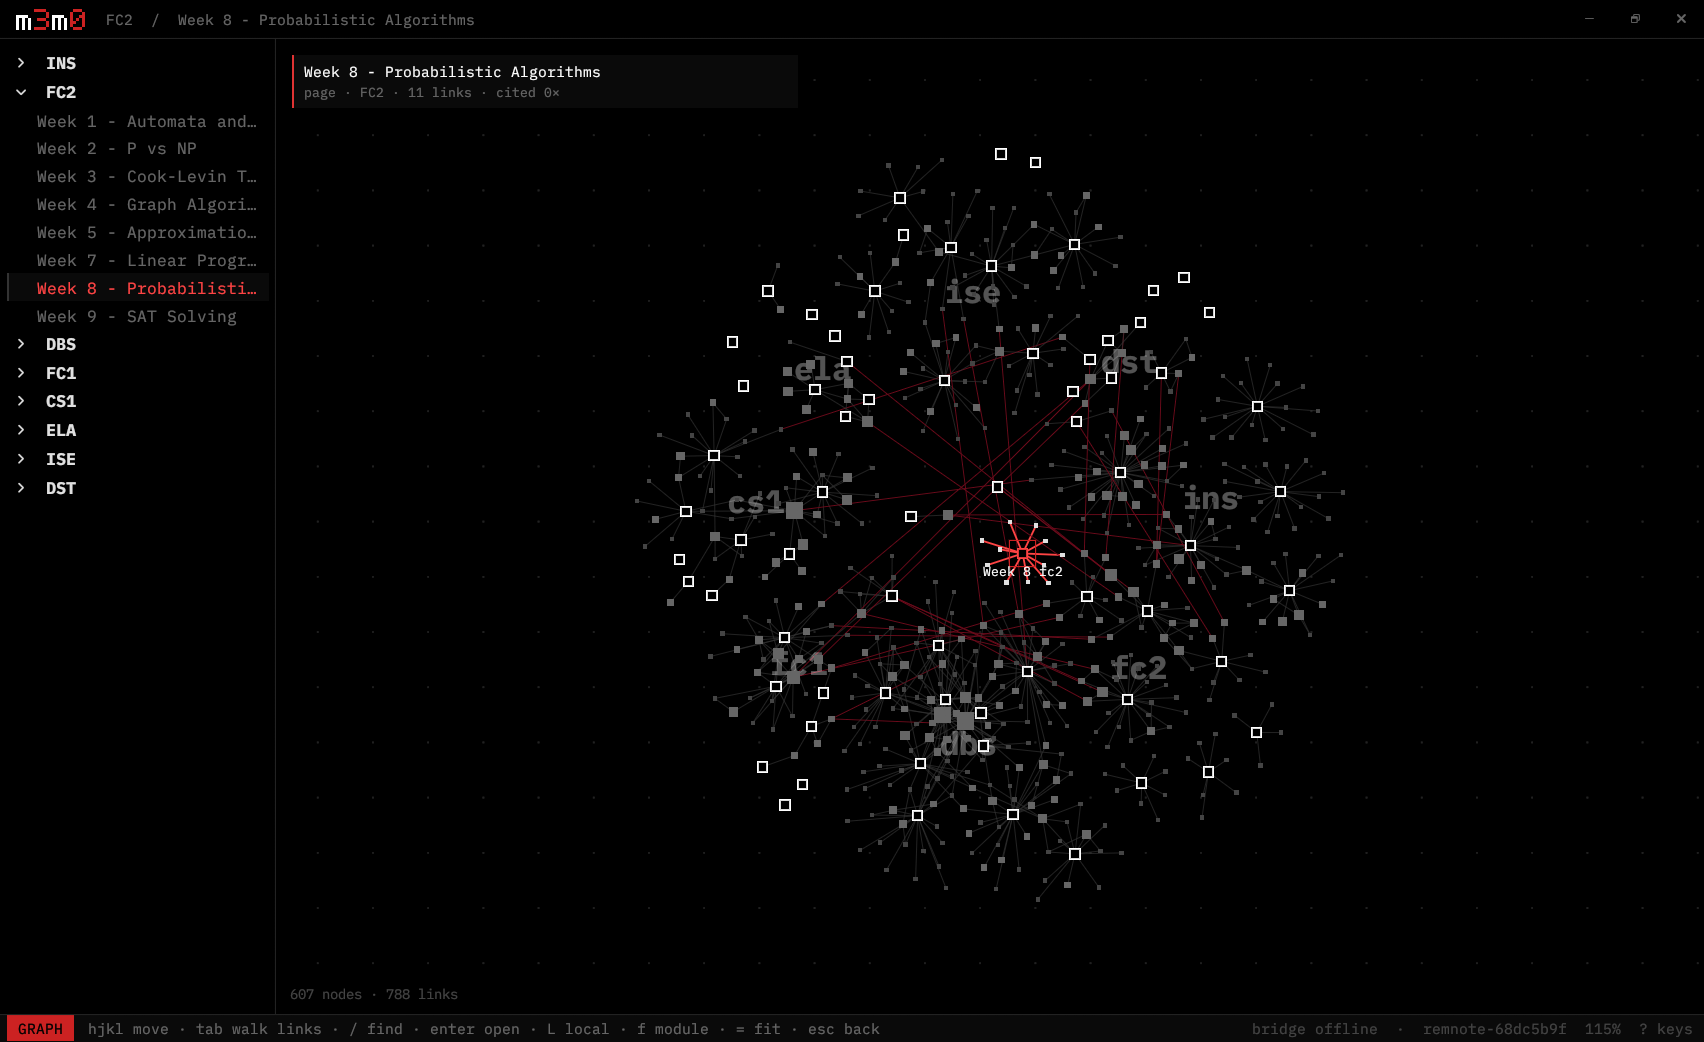 m3m0 FC2 / Week 8 - Probabilistic Algorithms
INS
FC2
Week 1 - Automata and…
Week 2 - P vs NP
Week 3 - Cook-Levin T…
Week 4 - Graph Algori…
Week 5 - Approximatio…
Week 7 - Linear Progr…
Week 8 - Probabilisti…
Week 9 - SAT Solving
DBS
FC1
CS1
ELA
ISE
DST
Week 8 - Probabilistic Algorithms
page · FC2 · 11 links · cited 0×
ise
ela
dst
cs1
ins
Week 8 fc2
fc1
fc2
dbs
607 nodes · 788 links
GRAPH hjkl move · tab walk links · / find · enter open · L local · f module · = fit · esc back
bridge offline · remnote-68dc5b9f 115% ? keys